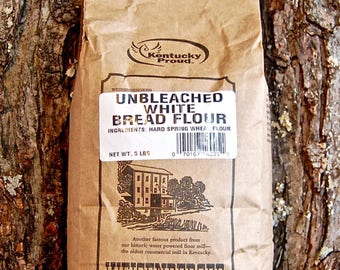 Kentucky
Proud
UNBLEACHED
WHITE
BREAD FLOUR
INGREDIENTS: HARD SPRING WHEAT FLOUR
NET WT. 5 LBS
Another famous product from
our historic water powered flour mill—
the oldest commercial mill in Kentucky.